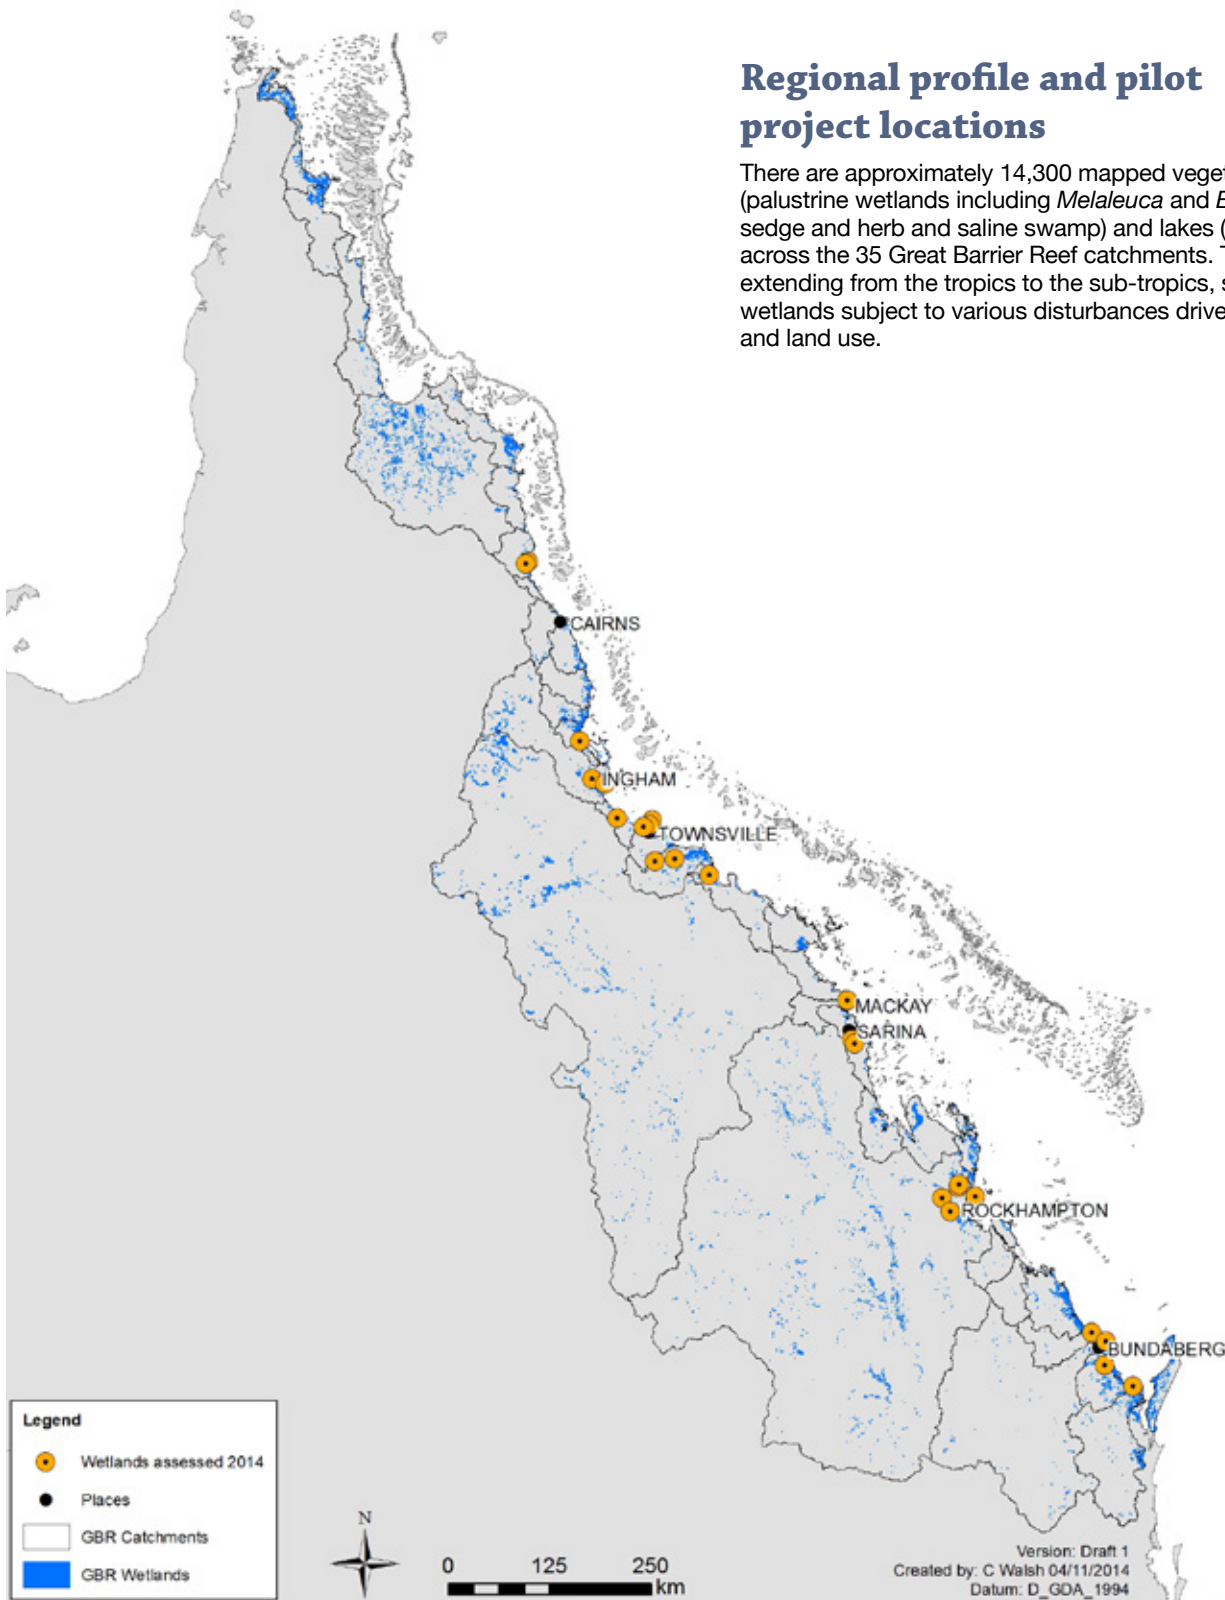 Regional profile and pilot
project locations
There are approximately 14,300 mapped
(palustrine wetlands including Melaleuca and
sedge and herb and saline swamp) and lakes (
across the 35 Great Barrier Reef catchments.
extending from the tropics to the sub-tropics,
wetlands subject to various disturbances
and land use.
CAIRNS
INGHAM
TOWNSVILLE
MACKAY
SARINA
ROCKHAMPTON
BUNDABERG
Legend
Wetlands assessed 2014
Places
GBR Catchments
GBR Wetlands
N
0 125 250
km
Version: Draft 1
Created by: C Walsh 04/11/2014
Datum: D_GDA_1994